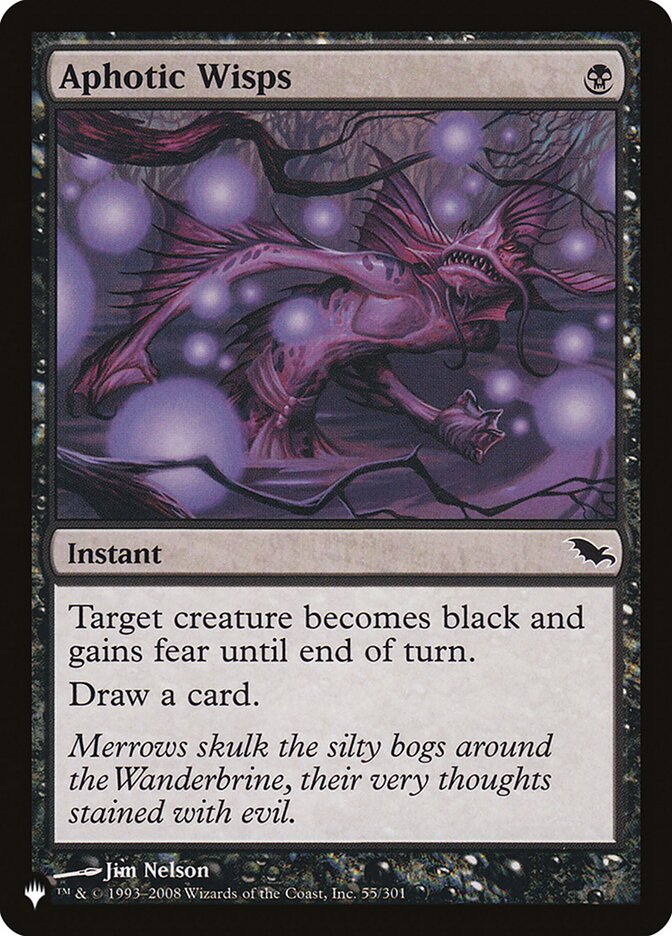 Aphotic Wisps
Instant
Target creature becomes black and
gains fear until end of turn.
Draw a card.
Merrows skulk the silty bogs around
the Wanderbrine, their very thoughts
stained with evil.
Jim Nelson
™ & © 1993–2008 Wizards of the Coast, Inc. 55/301